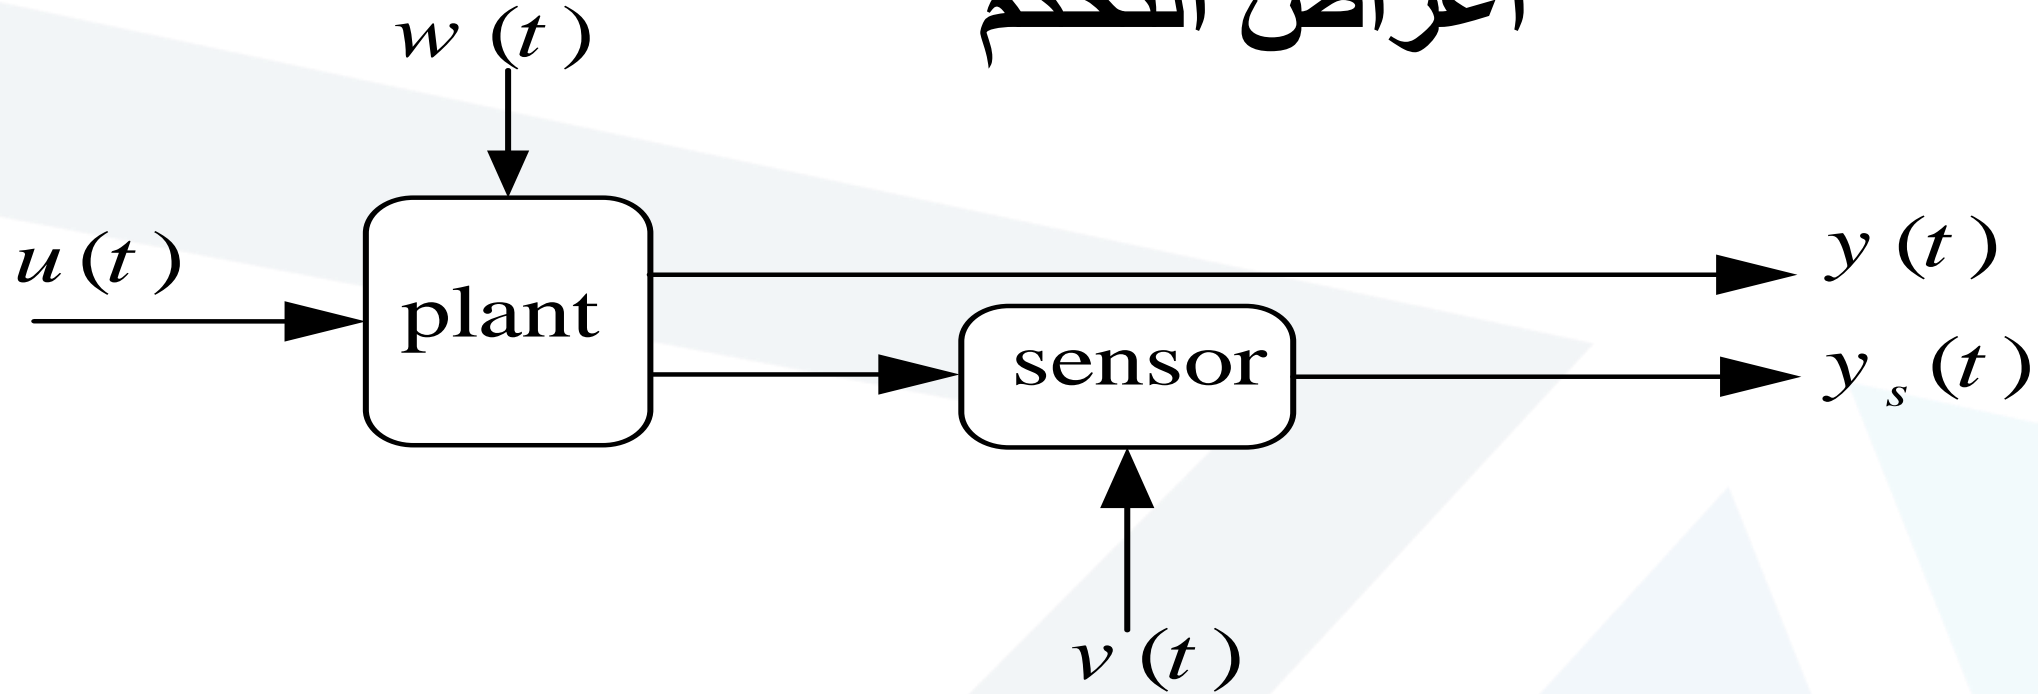 أغراض التحكم
w (t)
u (t)
plant
y (t)
sensor
y s (t)
v (t)